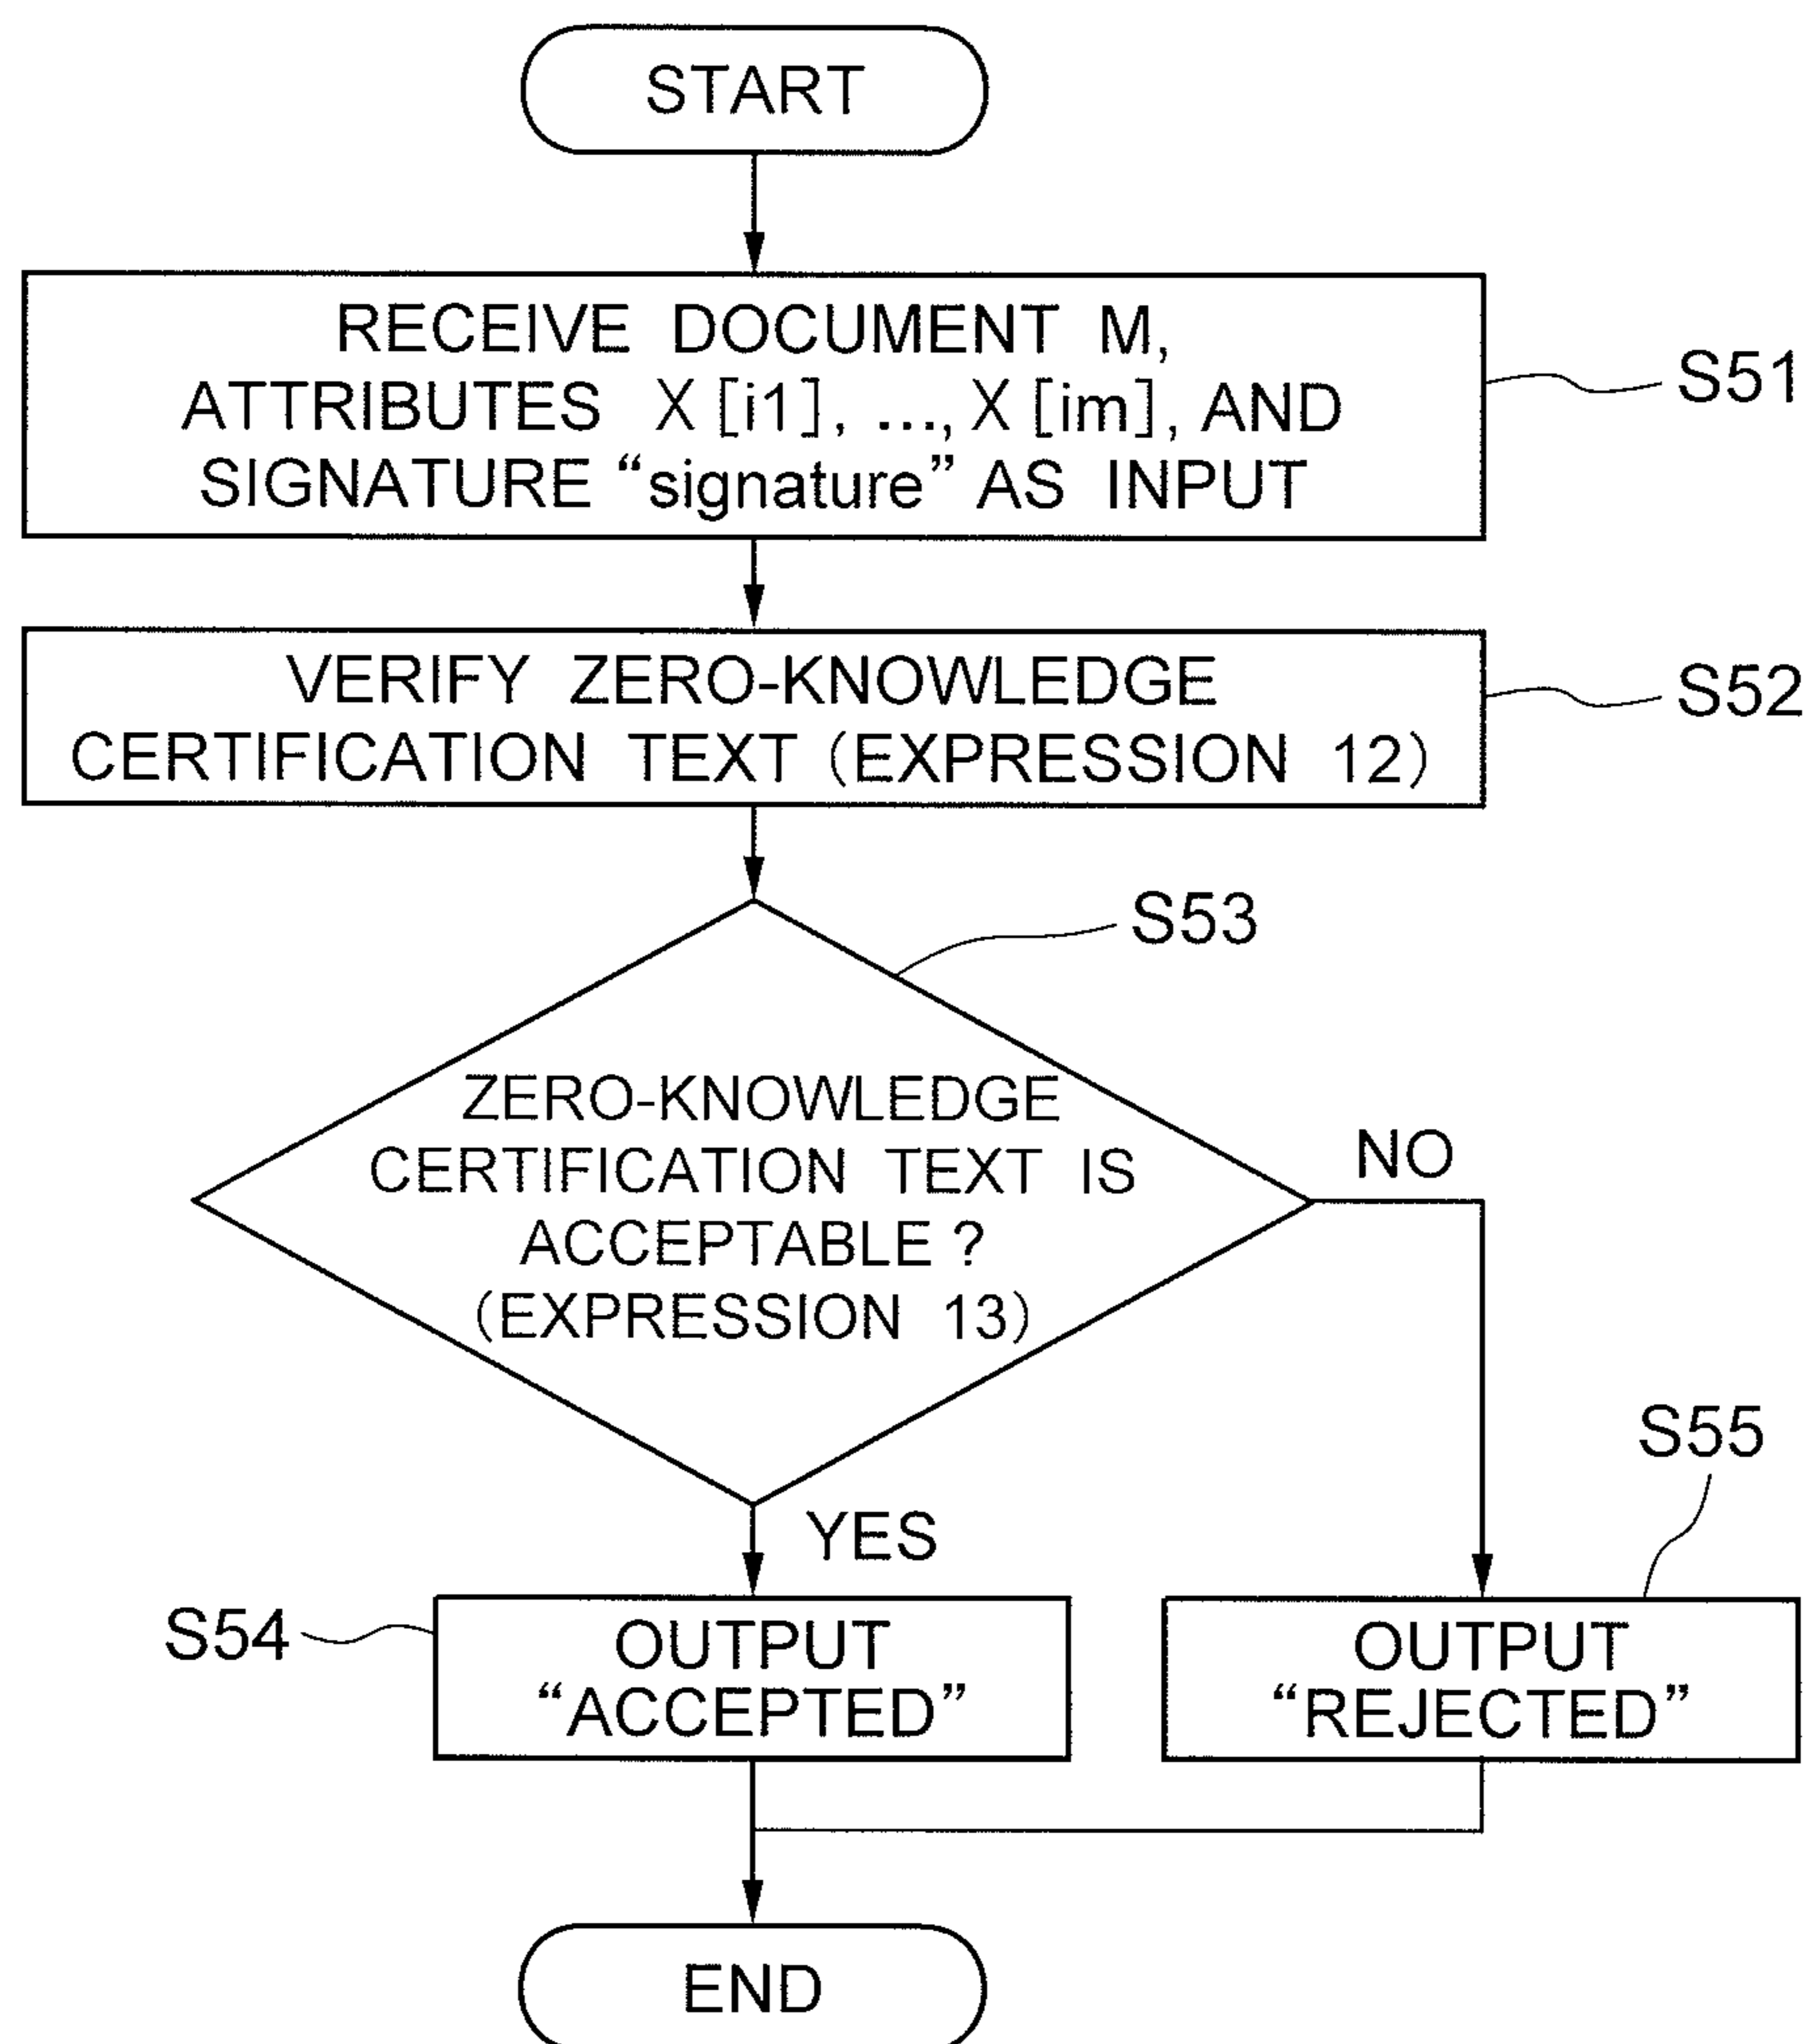 START
RECEIVE DOCUMENT M,
ATTRIBUTES X [i1], ..., X [im], AND
SIGNATURE “signature” AS INPUT
S51
VERIFY ZERO-KNOWLEDGE
CERTIFICATION TEXT (EXPRESSION 12)
S52
S53
ZERO-KNOWLEDGE
CERTIFICATION TEXT IS
ACCEPTABLE ?
(EXPRESSION 13)
NO
YES
S54
OUTPUT
“ACCEPTED”
S55
OUTPUT
“REJECTED”
END